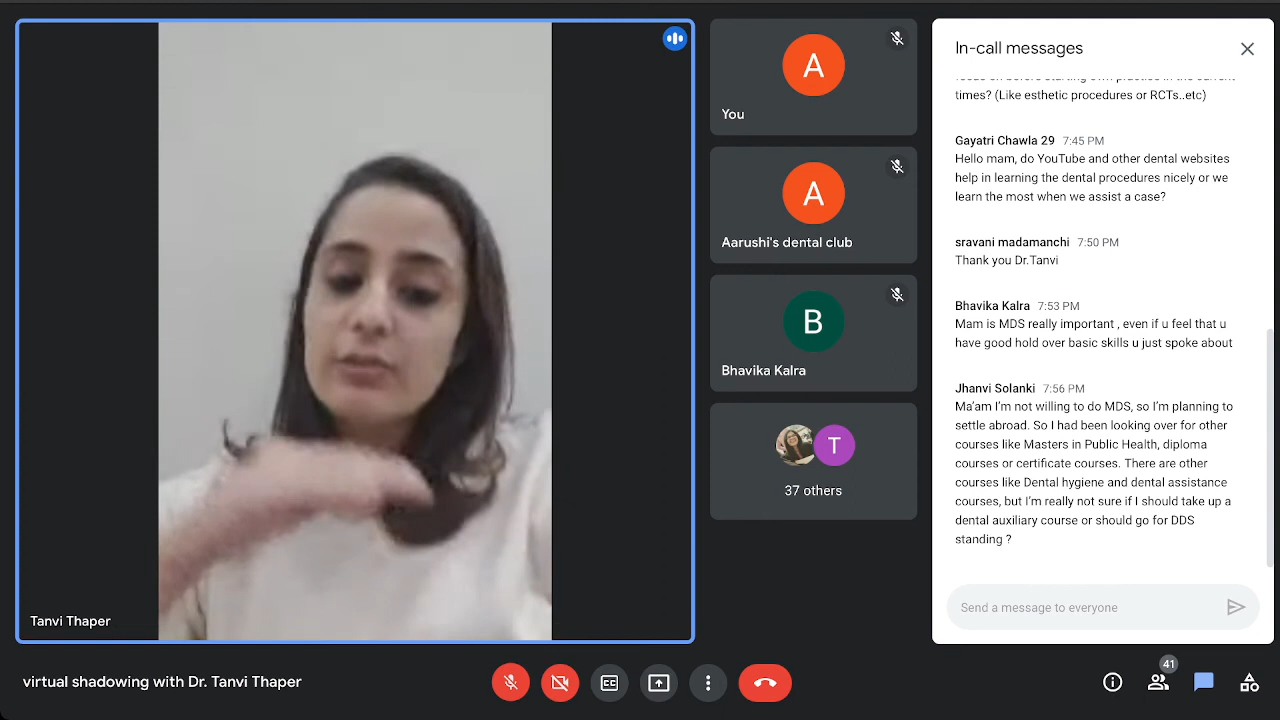 Tanvi Thaper
A
You
A
Aarushi's dental club
B
Bhavika Kalra
T
37 others
In-call messages
times? (Like esthetic procedures or RCTs..etc)
Gayatri Chawla 29 7:45 PM
Hello mam, do YouTube and other dental websites
help in learning the dental procedures nicely or we
learn the most when we assist a case?
sravani madamanchi 7:50 PM
Thank you Dr.Tanvi
Bhavika Kalra 7:53 PM
Mam is MDS really important , even if u feel that u
have good hold over basic skills u just spoke about
Jhanvi Solanki 7:56 PM
Ma'am I'm not willing to do MDS, so I'm planning to
settle abroad. So I had been looking over for other
courses like Masters in Public Health, diploma
courses or certificate courses. There are other
courses like Dental hygiene and dental assistance
courses, but I'm really not sure if I should take up a
dental auxiliary course or should go for DDS
standing ?
Send a message to everyone
virtual shadowing with Dr. Tanvi Thaper
CC
41